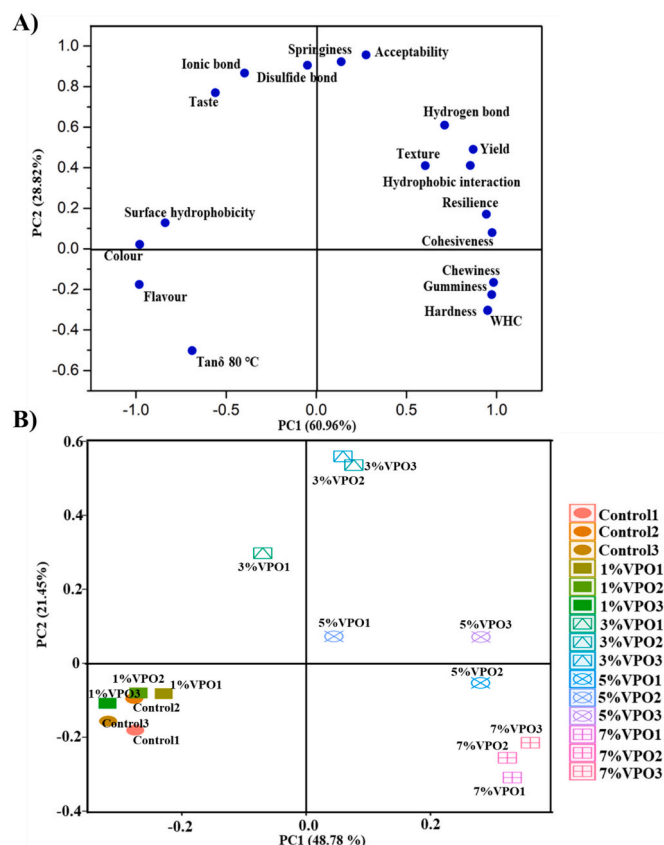 A)
1.0
0.8
0.6
0.4
0.2
0.0
-0.2
-0.4
-0.6
PC2 (28.82%)
Springiness
Acceptability
Ionic bond
Disulfide bond
Taste
Hydrogen bond
Texture
Yield
Hydrophobic interaction
Surface hydrophobicity
Resilience
Colour
Cohesiveness
Flavour
Chewiness
Gumminess
Hardness
WHC
Tanδ 80 °C
-1.0
-0.5
0.0
0.5
1.0
PC1 (60.96%)
B)
0.6
0.4
0.2
0
-0.2
-0.4
PC2 (21.45%)
3%VPO3
3%VPO2
3%VPO1
5%VPO1
5%VPO3
5%VPO2
1%VPO2
1%VPO1
1%VPO3
Control2
Control3
Control1
7%VPO3
7%VPO2
7%VPO1
-0.2
0.0
0.2
PC1 (48.78 %)
Control1
Control2
Control3
1%VPO1
1%VPO2
1%VPO3
3%VPO1
3%VPO2
3%VPO3
5%VPO1
5%VPO2
5%VPO3
7%VPO1
7%VPO2
7%VPO3